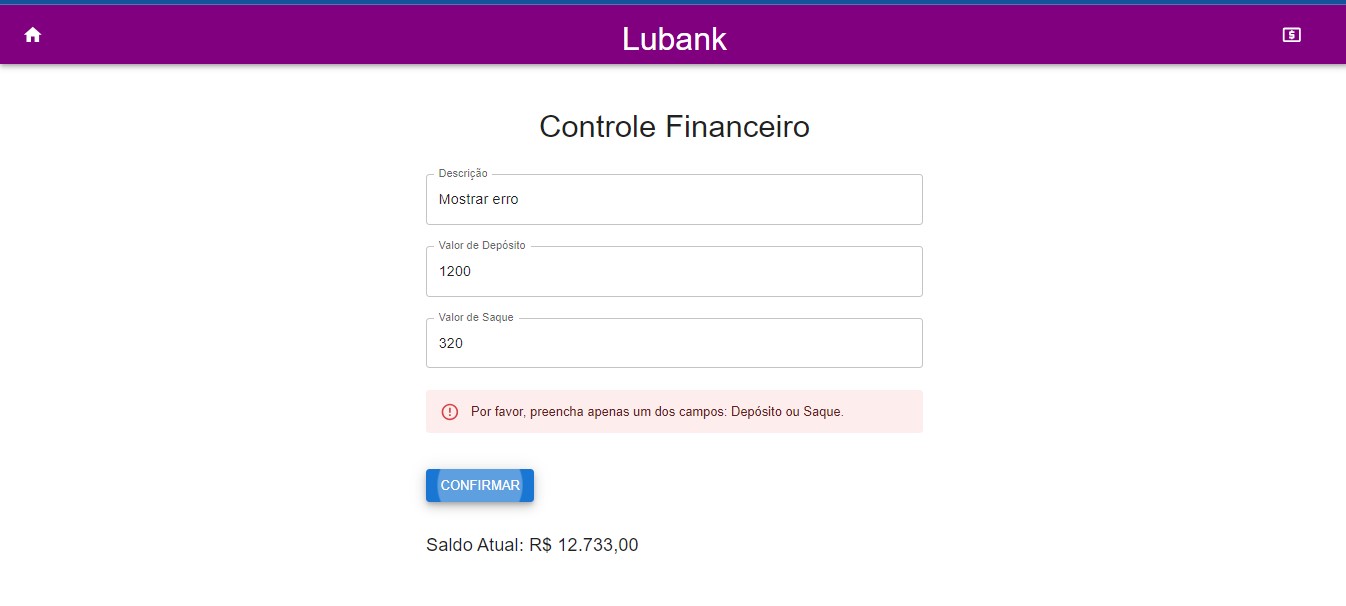 Lubank
Controle Financeiro
Descrição
Mostrar erro
Valor de Depósito
1200
Valor de Saque
320
Por favor, preencha apenas um dos campos: Depósito ou Saque.
CONFIRMAR
Saldo Atual: R$ 12.733,00